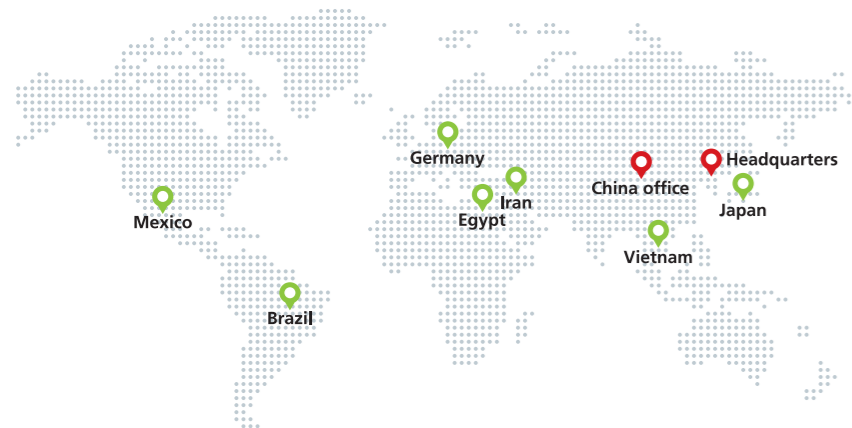 Germany
Headquarters
China office
Iran
Japan
Egypt
Mexico
Vietnam
Brazil